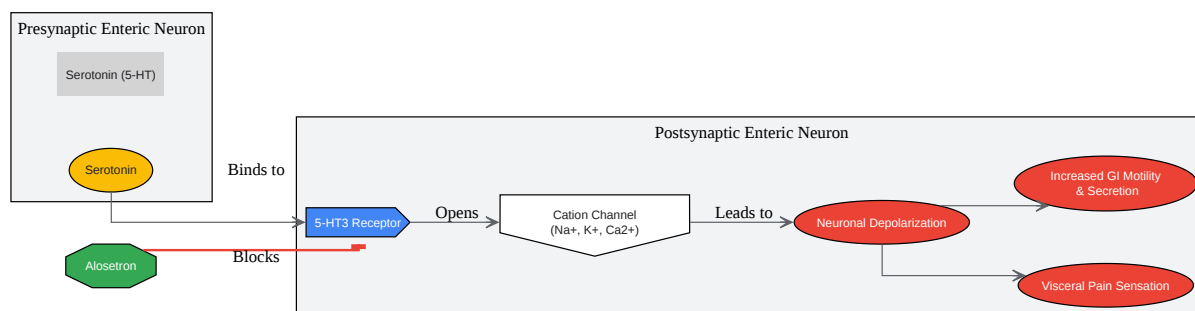 Presynaptic Enteric Neuron
Serotonin (5-HT)
Serotonin
Alosetron
Binds to
Blocks
Postsynaptic Enteric Neuron
5-HT3 Receptor
Opens
Cation Channel
(Na+, K+, Ca2+)
Leads to
Neuronal Depolarization
Increased GI Motility
& Secretion
Visceral Pain Sensation